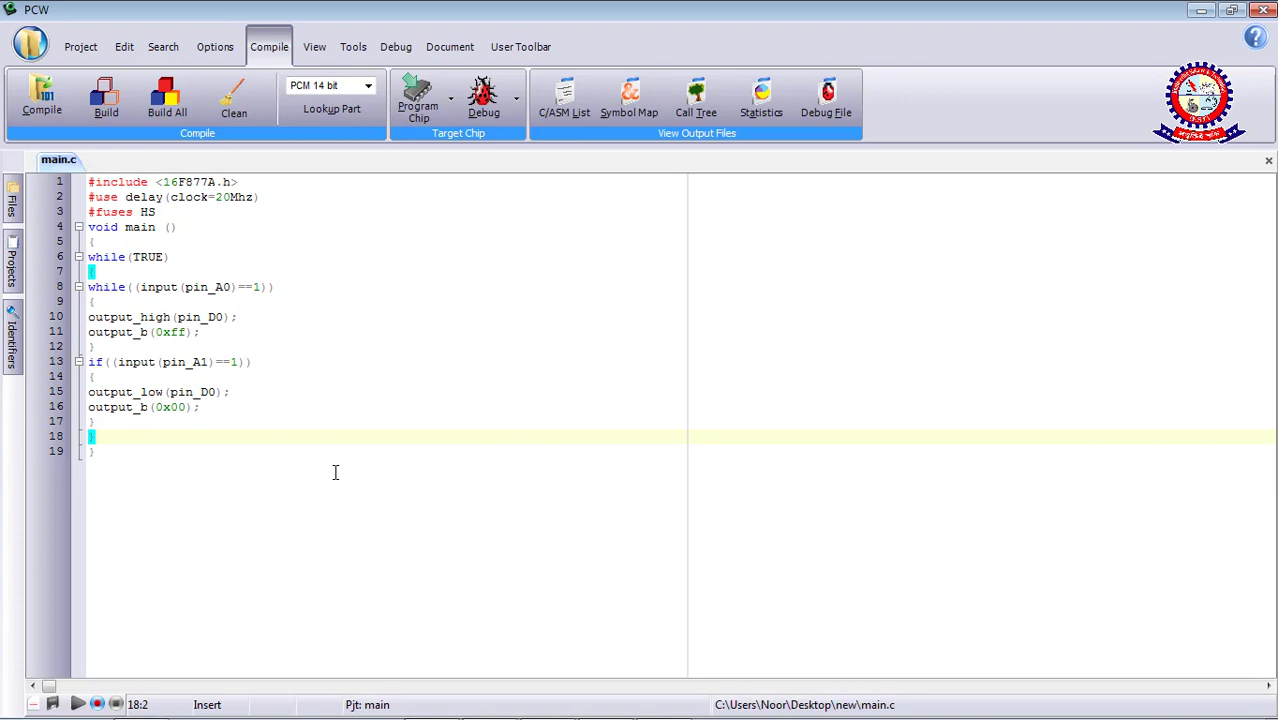 PCW
Project Edit Search Options Compile View Tools Debug Document User Toolbar
101
Compile Build Build All Clean
PCM 14 bit
Lookup Part
Program Chip
Debug
C/ASM List Symbol Map Call Tree Statistics Debug File
Compile Target Chip View Output Files
main.c
Files
Projects
Identifiers
1 #include <16F877A.h>
2 #use delay(clock=20Mhz)
3 #fuses HS
4 void main ()
5 {
6 while(TRUE)
7 {
8 while((input(pin_A0)==1))
9 {
10 output_high(pin_D0);
11 output_b(0xff);
12 }
13 if((input(pin_A1)==1))
14 {
15 output_low(pin_D0);
16 output_b(0x00);
17 }
18 }
19 }
18:2 Insert Pjt: main C:\Users\Noor\Desktop\new\main.c